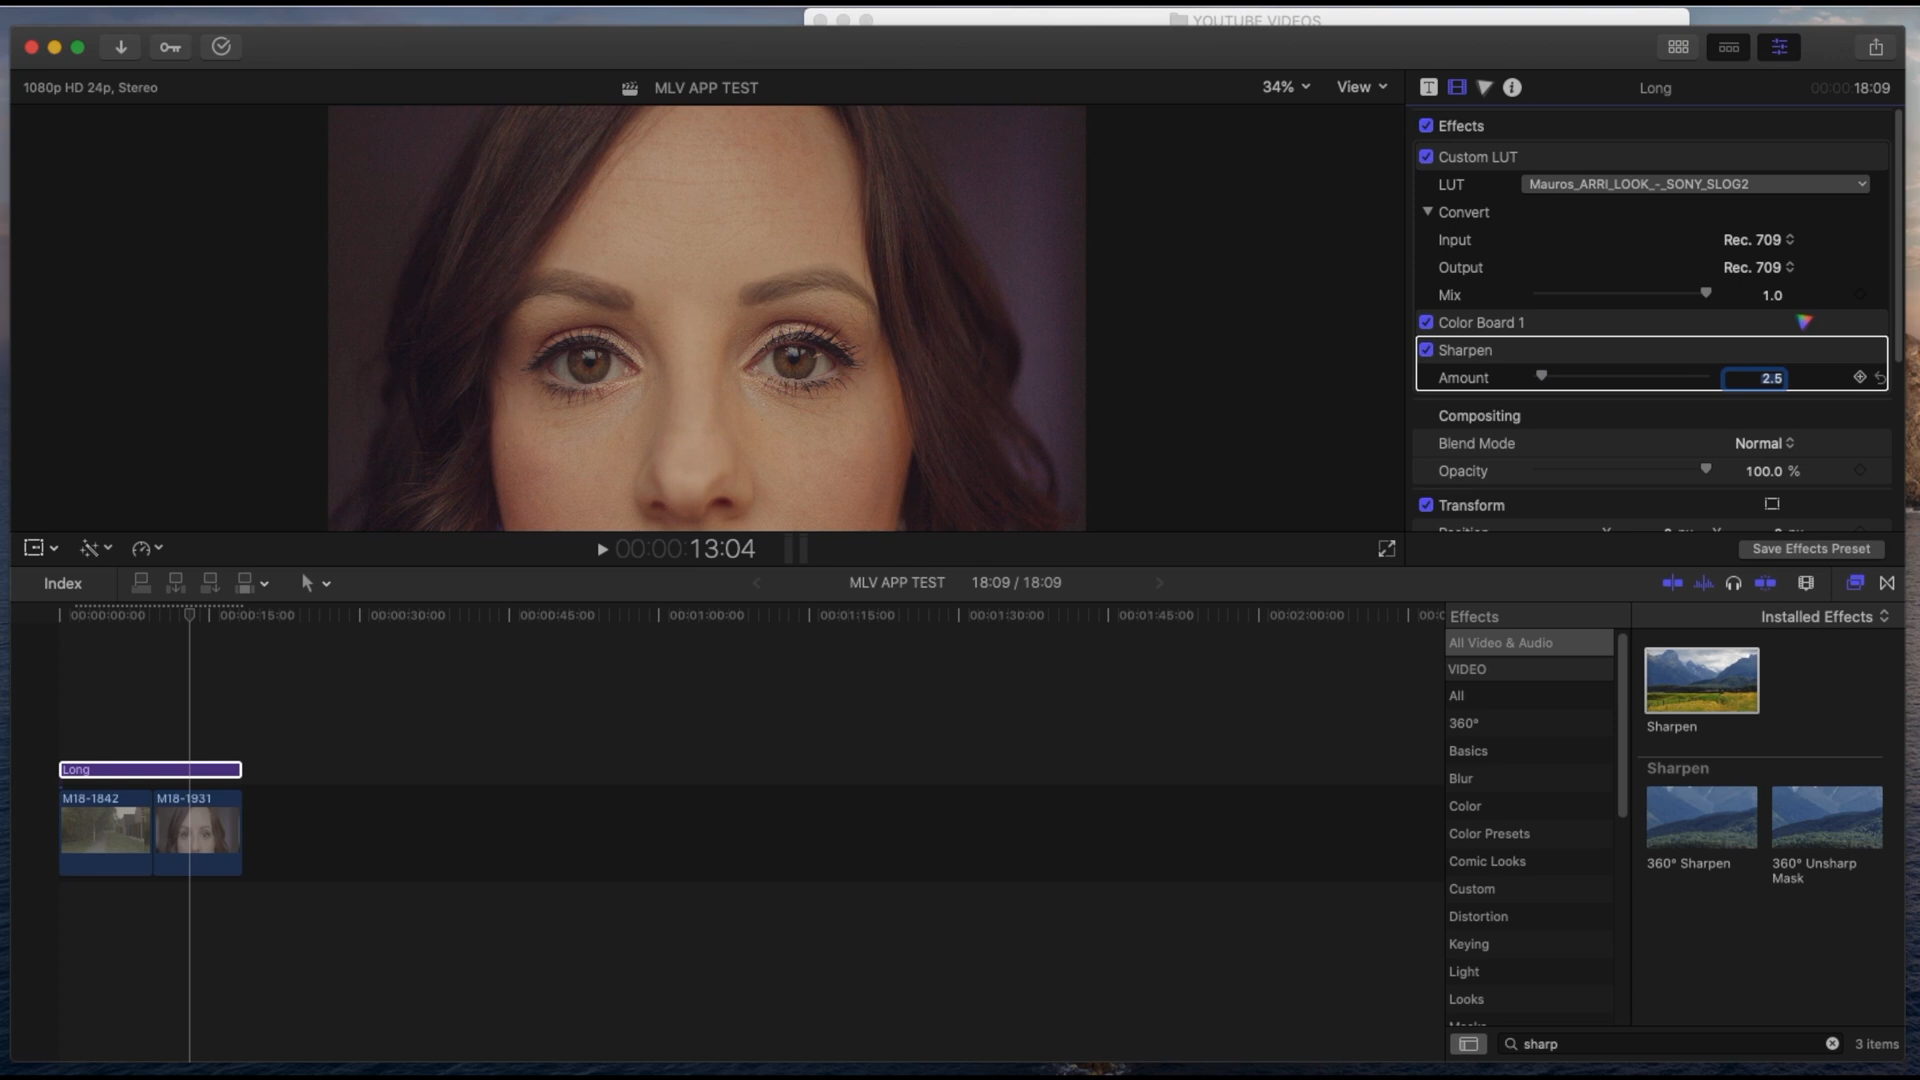 YOUTUBE VIDEOS
1080p HD 24p, Stereo
MLV APP TEST
34%
View
Long
00:00:18:09
Effects
Custom LUT
LUT
Mauros_ARRI_LOOK_-_SONY_SLOG2
Convert
Input
Rec. 709
Output
Rec. 709
Mix
1.0
Color Board 1
Sharpen
Amount
2.5
Compositing
Blend Mode
Normal
Opacity
100.0 %
Transform
00:00:13:04
Save Effects Preset
Index
MLV APP TEST
18:09 / 18:09
00:00:00:00
00:00:15:00
00:00:30:00
00:00:45:00
00:01:00:00
00:01:15:00
00:01:30:00
00:01:45:00
00:02:00:00
Effects
Installed Effects
All Video & Audio
VIDEO
All
360°
Basics
Blur
Color
Color Presets
Comic Looks
Custom
Distortion
Keying
Light
Looks
Sharpen
Sharpen
360° Sharpen
360° Unsharp
Mask
Long
M18-1842
M18-1931
sharp
3 items